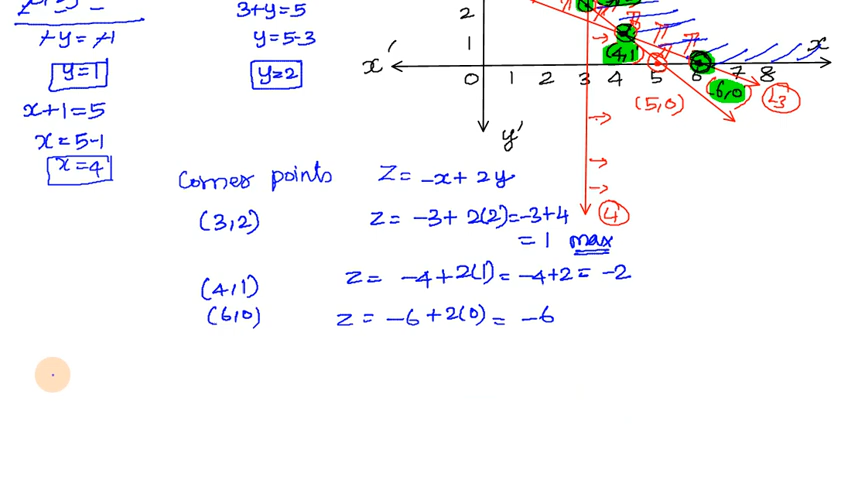 3+y=5
2
+y = +1
y=5-3
1
y=1
y=2
x' 0 1 2 3 4 5 6 7 8 x
(4,1
x+1=5
6,0
L3
(5,0)
x=5-1
y'
x=4
Corner points Z = -x + 2y
(3,2) Z = -3+ 2(2) = -3+4
4
= 1 max
(4,1) Z = -4+2(1) = -4+2 = -2
(6,0) Z = -6 +2(0) = -6